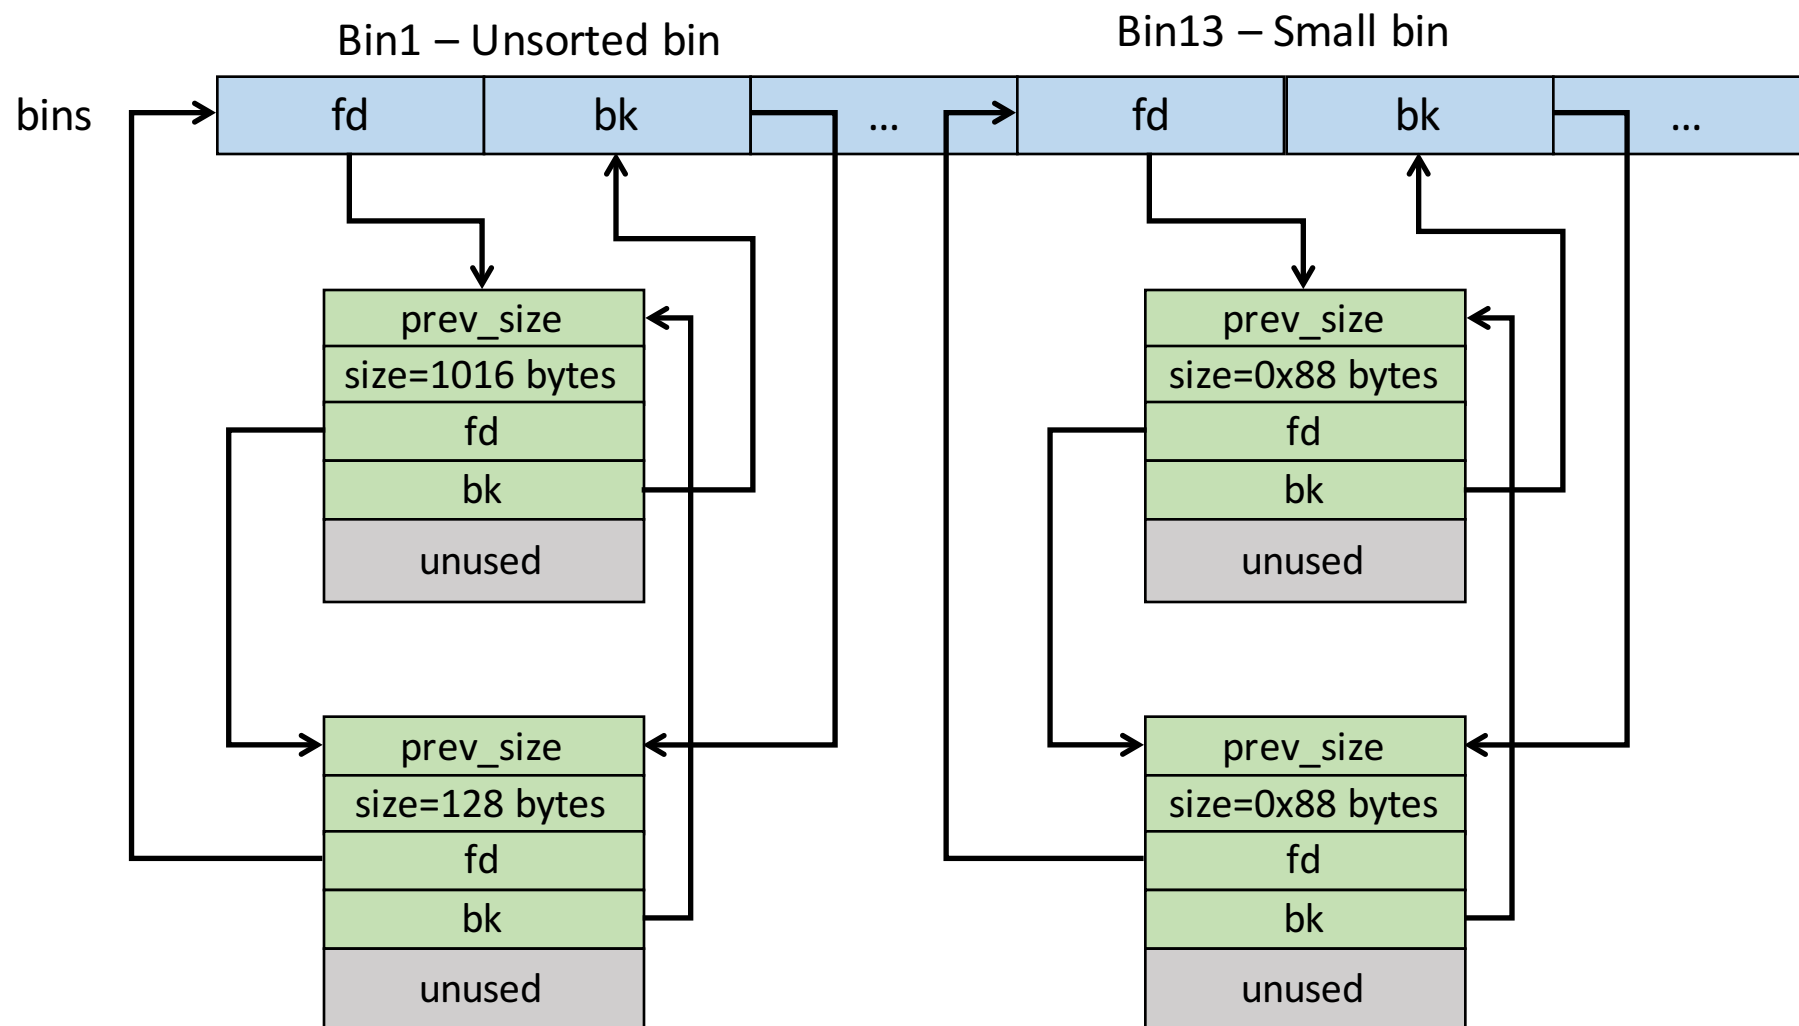 Bin1 – Unsorted bin
Bin13 – Small bin
bins
fd
bk
...
fd
bk
...
prev_size
size=1016 bytes
fd
bk
unused
prev_size
size=0x88 bytes
fd
bk
unused
prev_size
size=128 bytes
fd
bk
unused
prev_size
size=0x88 bytes
fd
bk
unused